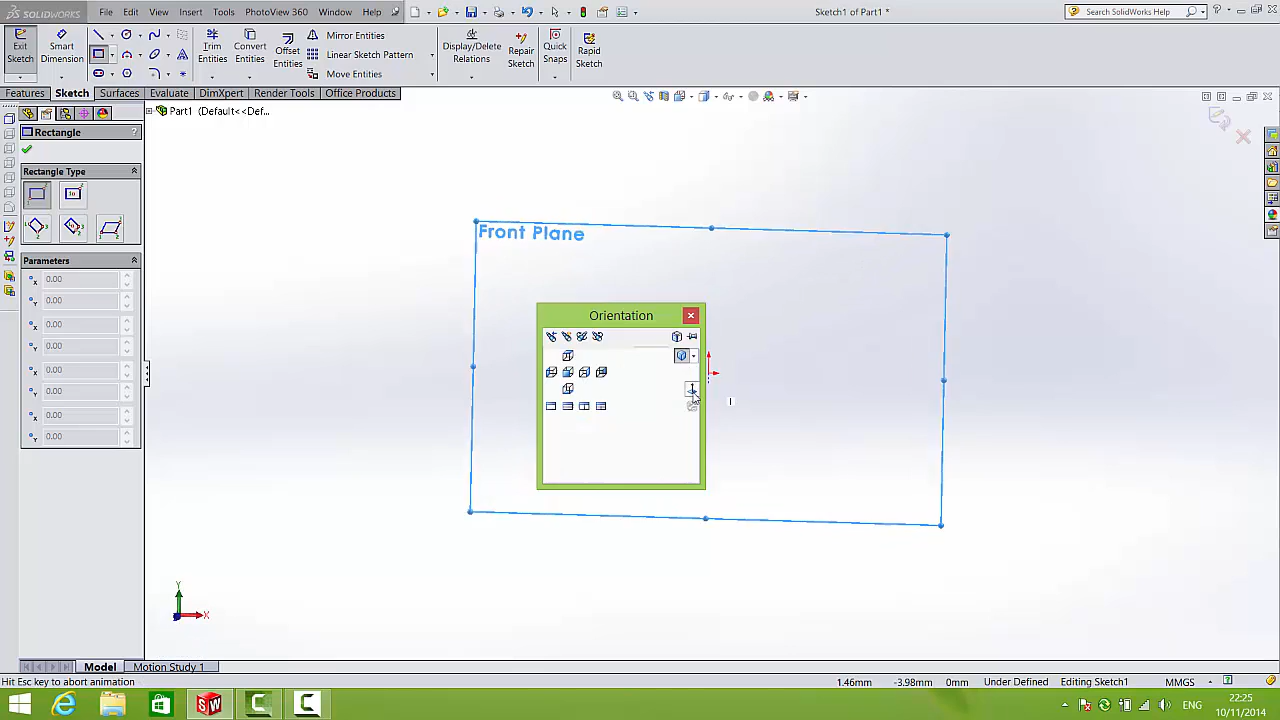 SOLIDWORKS File Edit View Insert Tools PhotoView 360 Window Help Sketch1 of Part1 * Search SolidWorks Help
Exit Sketch
Smart Dimension
Trim Entities
Convert Entities
Offset Entities
Mirror Entities
Linear Sketch Pattern
Move Entities
Display/Delete Relations
Repair Sketch
Quick Snaps
Rapid Sketch
Features Sketch Surfaces Evaluate DimXpert Render Tools Office Products
Part1 (Default<<Def...
Rectangle ?
Rectangle Type
Parameters
0.00
0.00
0.00
0.00
0.00
0.00
0.00
0.00
Front Plane
Orientation
Y
X
Model Motion Study 1
Hit Esc key to abort animation 1.46mm -3.98mm 0mm Under Defined Editing Sketch1 MMGS
ENG
22:25
10/11/2014